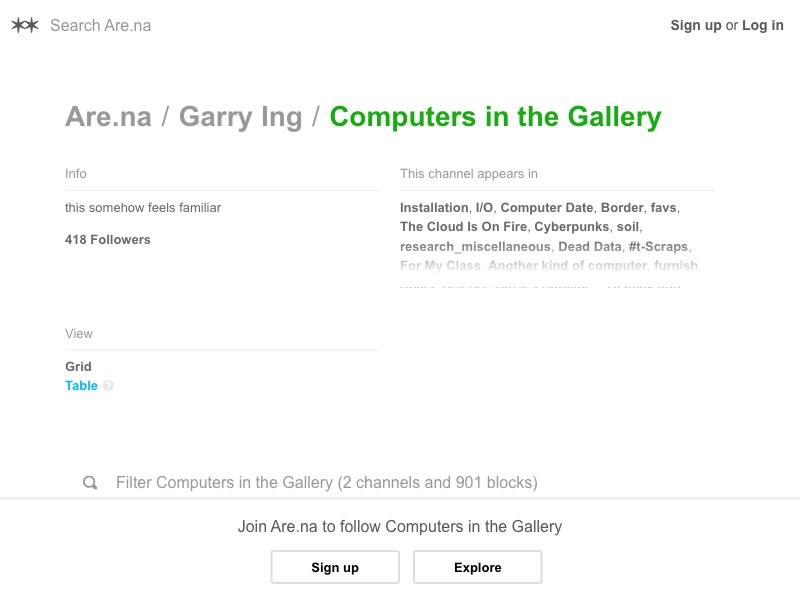 Search Are.na
Sign up or Log in
Are.na / Garry Ing / Computers in the Gallery
Info
this somehow feels familiar
418 Followers
This channel appears in
Installation, I/O, Computer Date, Border, favs,
The Cloud Is On Fire, Cyberpunks, soil,
research_miscellaneous, Dead Data, #t-Scraps,
For My Class, Another kind of computer, furnish,
View
Grid
Table ?
Filter Computers in the Gallery (2 channels and 901 blocks)
Join Are.na to follow Computers in the Gallery
Sign up
Explore